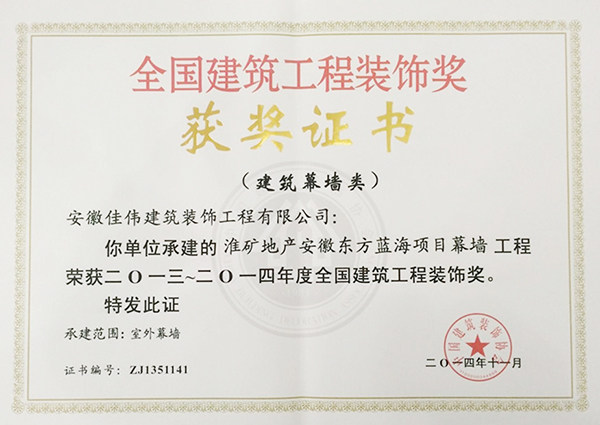 全国建筑工程装饰奖
获奖证书
（建筑幕墙类）
安徽佳伟建筑装饰工程有限公司：
你单位承建的 淮矿地产安徽东方蓝海项目幕墙 工程
荣获二O一三~二O一四年度全国建筑工程装饰奖。
特发此证
承建范围：室外幕墙
证书编号：ZJ1351141
二O一四年十一月